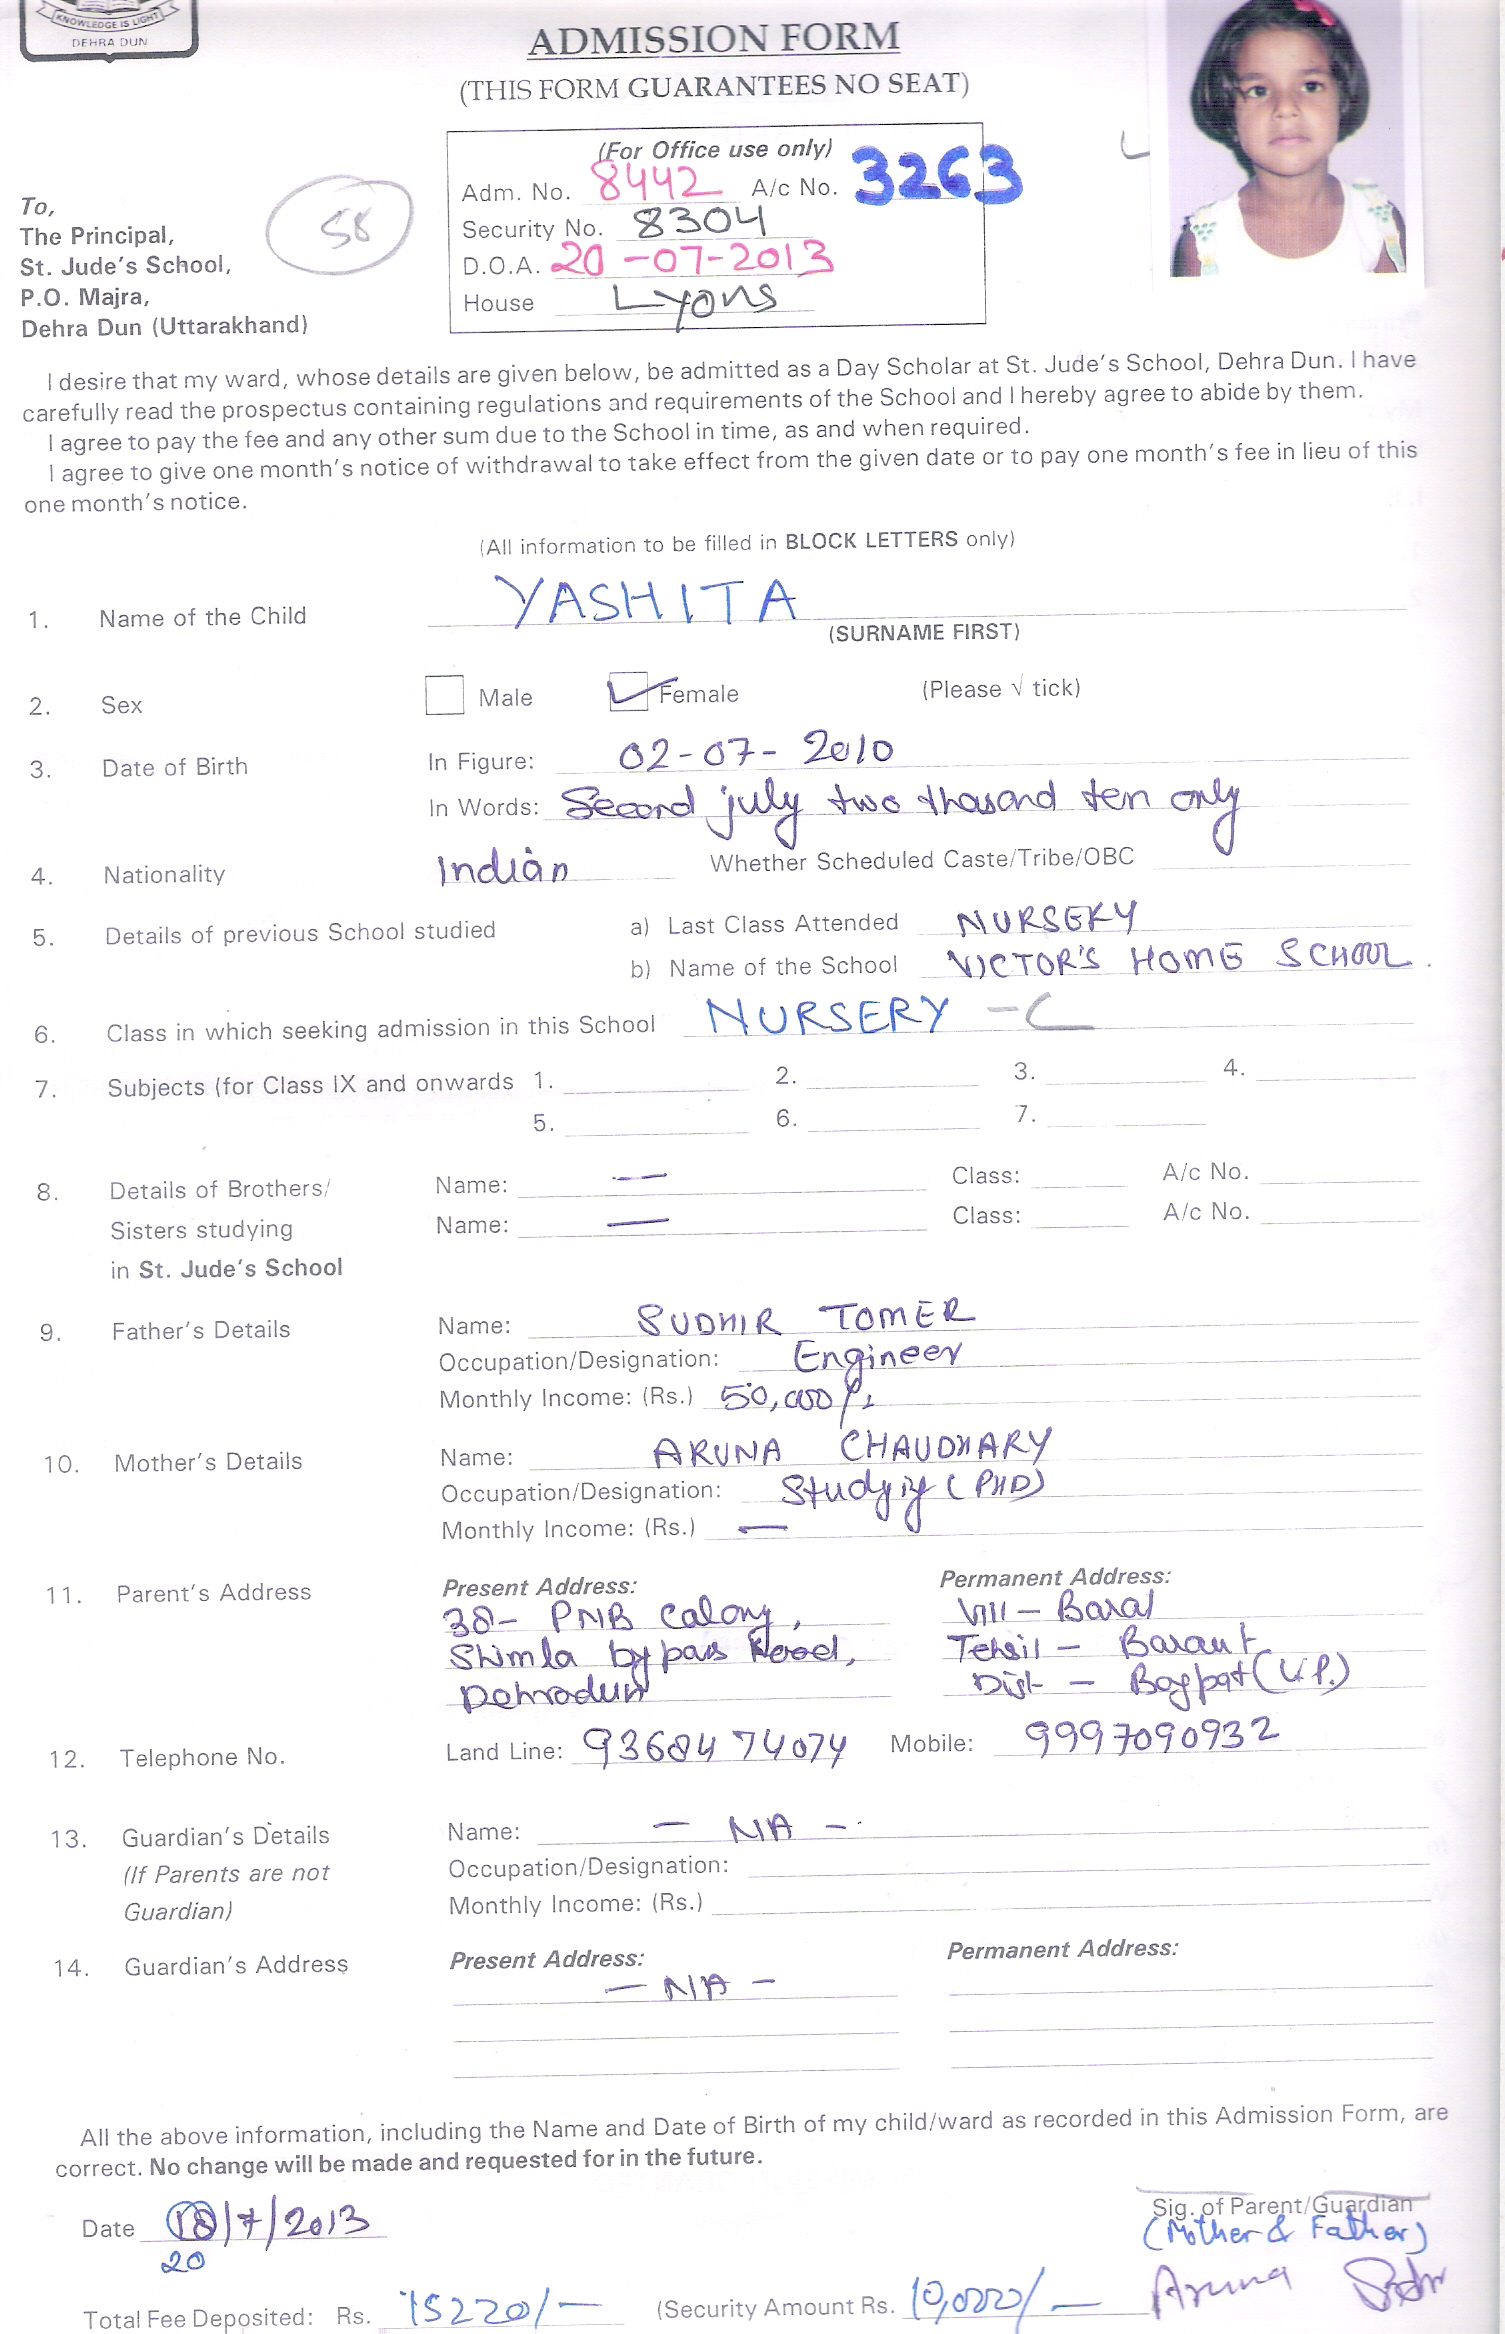 KNOWLEDGE IS LIGHT
DEHRA DUN
ADMISSION FORM
(THIS FORM GUARANTEES NO SEAT)
(For Office use only)
Adm. No. 8442 A/c No. 3263
Security No. 8304
D.O.A. 20-07-2013
House Lyons
58
To,
The Principal,
St. Jude's School,
P.O. Majra,
Dehra Dun (Uttarakhand)
I desire that my ward, whose details are given below, be admitted as a Day Scholar at St. Jude's School, Dehra Dun. I have
carefully read the prospectus containing regulations and requirements of the School and I hereby agree to abide by them.
I agree to pay the fee and any other sum due to the School in time, as and when required.
I agree to give one month's notice of withdrawal to take effect from the given date or to pay one month's fee in lieu of this
one month's notice.
(All information to be filled in BLOCK LETTERS only)
1. Name of the Child YASHITA
(SURNAME FIRST)
2. Sex Male Female (Please √ tick)
3. Date of Birth In Figure: 02-07-2010
In Words: Second july two thousand ten only
4. Nationality Indian Whether Scheduled Caste/Tribe/OBC
5. Details of previous School studied a) Last Class Attended NURSERY
b) Name of the School VICTOR'S HOME SCHOOL.
6. Class in which seeking admission in this School NURSERY -C
7. Subjects (for Class IX and onwards 1. 2. 3. 4.
5. 6. 7.
8. Details of Brothers/ Name: — Class: A/c No.
Sisters studying Name: — Class: A/c No.
in St. Jude's School
9. Father's Details Name: SUDHIR TOMER
Occupation/Designation: Engineer
Monthly Income: (Rs.) 50,000/-
10. Mother's Details Name: ARUNA CHAUDHARY
Occupation/Designation: Studying (PHD)
Monthly Income: (Rs.) —
11. Parent's Address Present Address: Permanent Address:
38- PNB Colony, Vill - Baral
Shimla bypass Road, Tehsil - Baraut
Dehradun Dist - Bagpat (U.P.)
12. Telephone No. Land Line: 9368474074 Mobile: 9997090932
13. Guardian's Details Name: - NA -
(If Parents are not Occupation/Designation:
Guardian) Monthly Income: (Rs.)
14. Guardian's Address Present Address: Permanent Address:
- NA -
All the above information, including the Name and Date of Birth of my child/ward as recorded in this Admission Form, are
correct. No change will be made and requested for in the future.
Sig. of Parent/Guardian
Date 18/7/2013 (Mother & Father)
20
Aruna
Total Fee Deposited: Rs. 15220/- (Security Amount Rs. 10,000/-